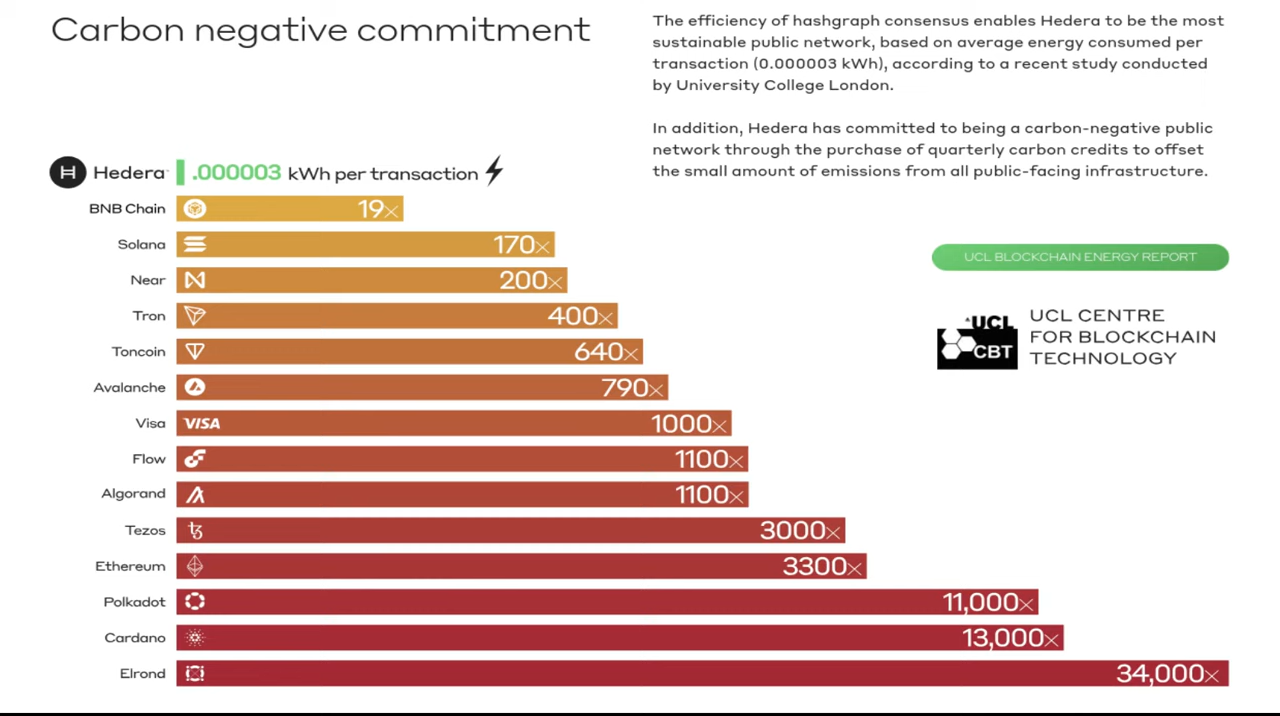 Carbon negative commitment
The efficiency of hashgraph consensus enables Hedera to be the most
sustainable public network, based on average energy consumed per
transaction (0.000003 kWh), according to a recent study conducted
by University College London.
In addition, Hedera has committed to being a carbon-negative public
network through the purchase of quarterly carbon credits to offset
the small amount of emissions from all public-facing infrastructure.
H Hedera .000003 kWh per transaction
BNB Chain 19x
Solana 170x
Near 200x
Tron 400x
Toncoin 640x
Avalanche 790x
Visa VISA 1000x
Flow 1100x
Algorand 1100x
Tezos 3000x
Ethereum 3300x
Polkadot 11,000x
Cardano 13,000x
Elrond 34,000x
UCL BLOCKCHAIN ENERGY REPORT
UCL
CBT
UCL CENTRE
FOR BLOCKCHAIN
TECHNOLOGY